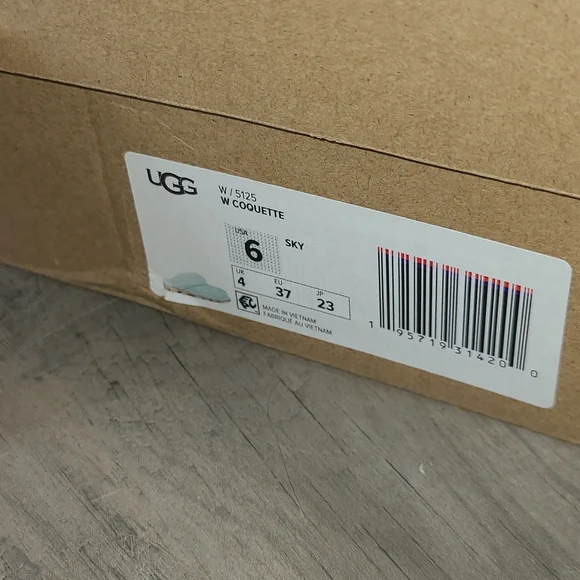 UGG
W / 5125
W COQUETTE
USA
6
SKY
UK
4
EU
37
JP
23
MADE IN VIETNAM
FABRIQUÉ AU VIETNAM
1 95719 31420 0